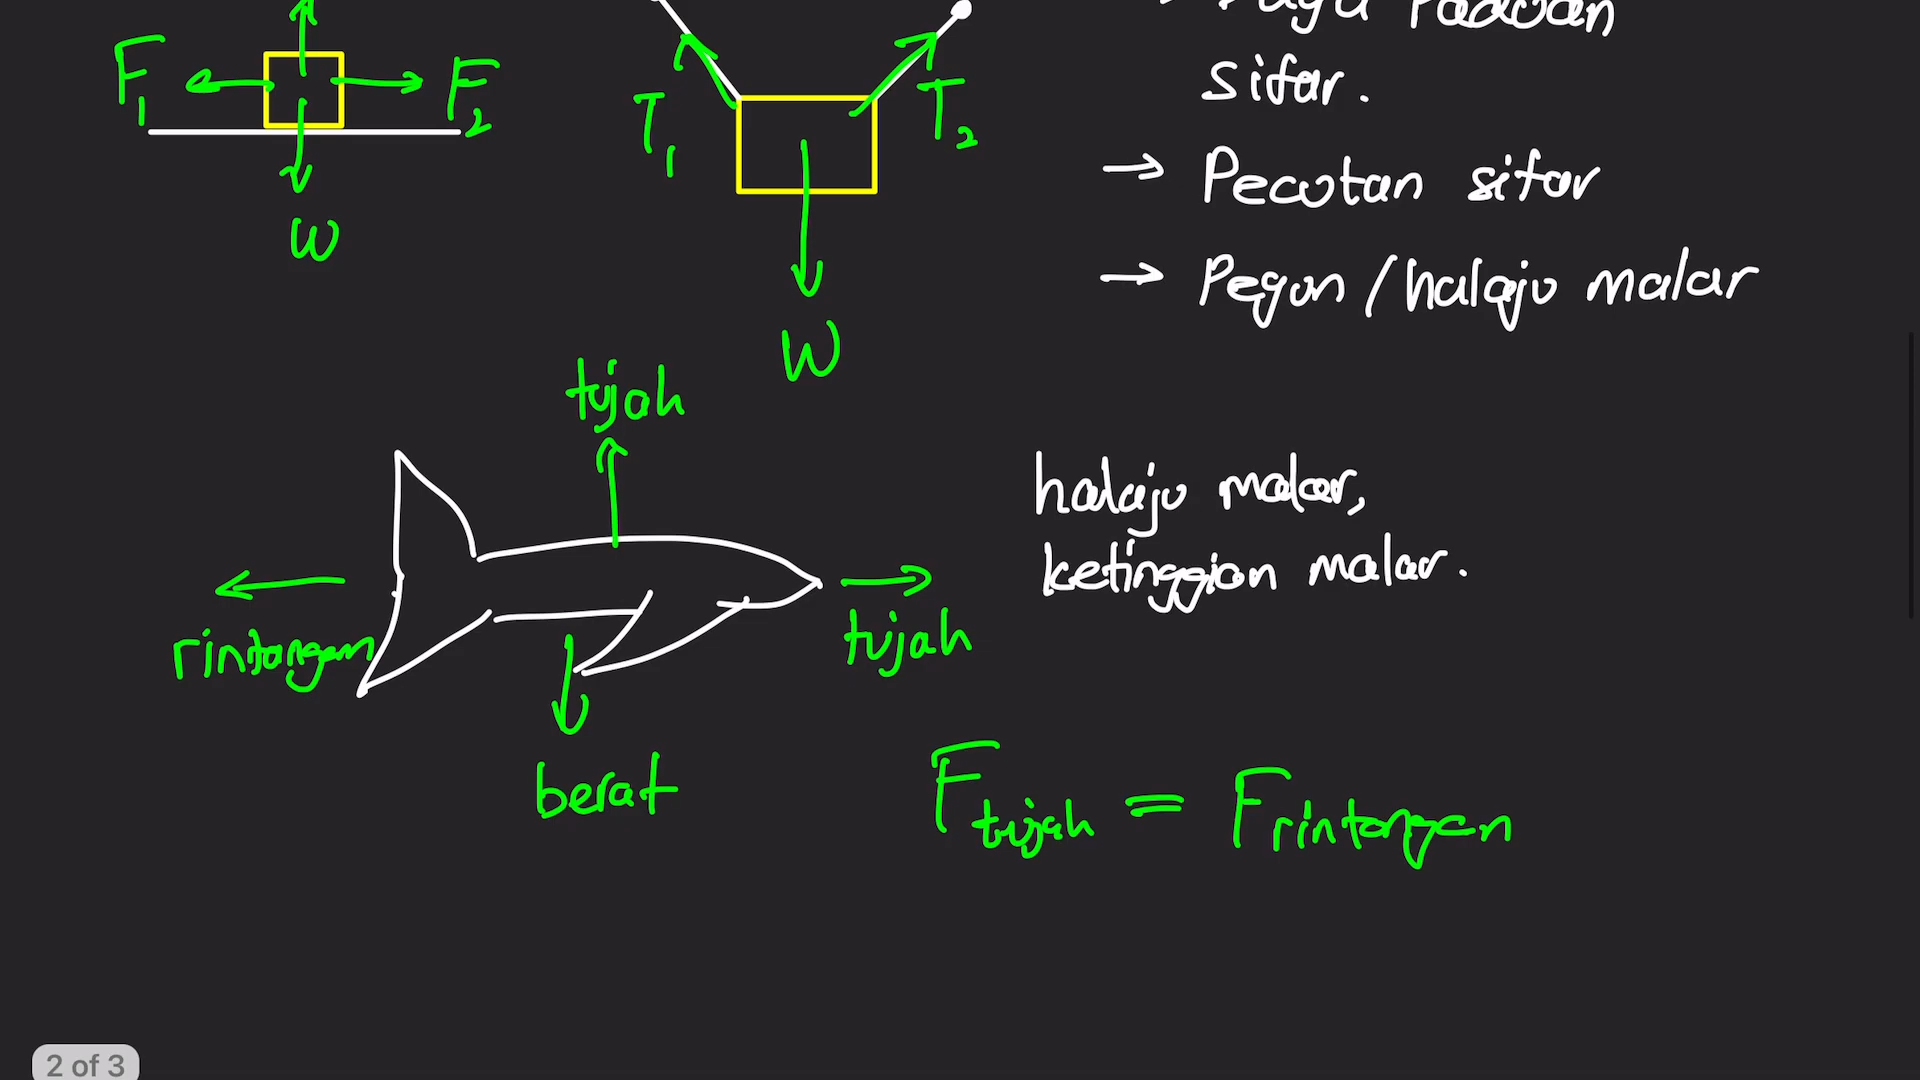 F1
F2
W
T1
T2
W
Paduan
sifar.
→ Pecutan sifar
→ Pegun / halaju malar
tujah
halaju malar,
ketinggian malar.
rintangan
tujah
berat
Ftujah = Frintangan
2 of 3